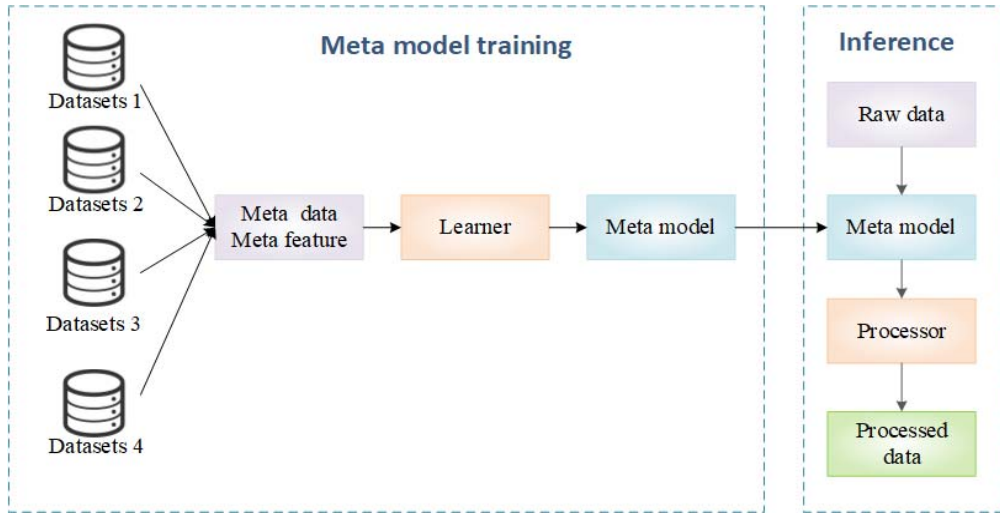 Meta model training
Datasets 1
Datasets 2
Datasets 3
Datasets 4
Meta data
Meta feature
Learner
Meta model
Inference
Raw data
Meta model
Processor
Processed
data